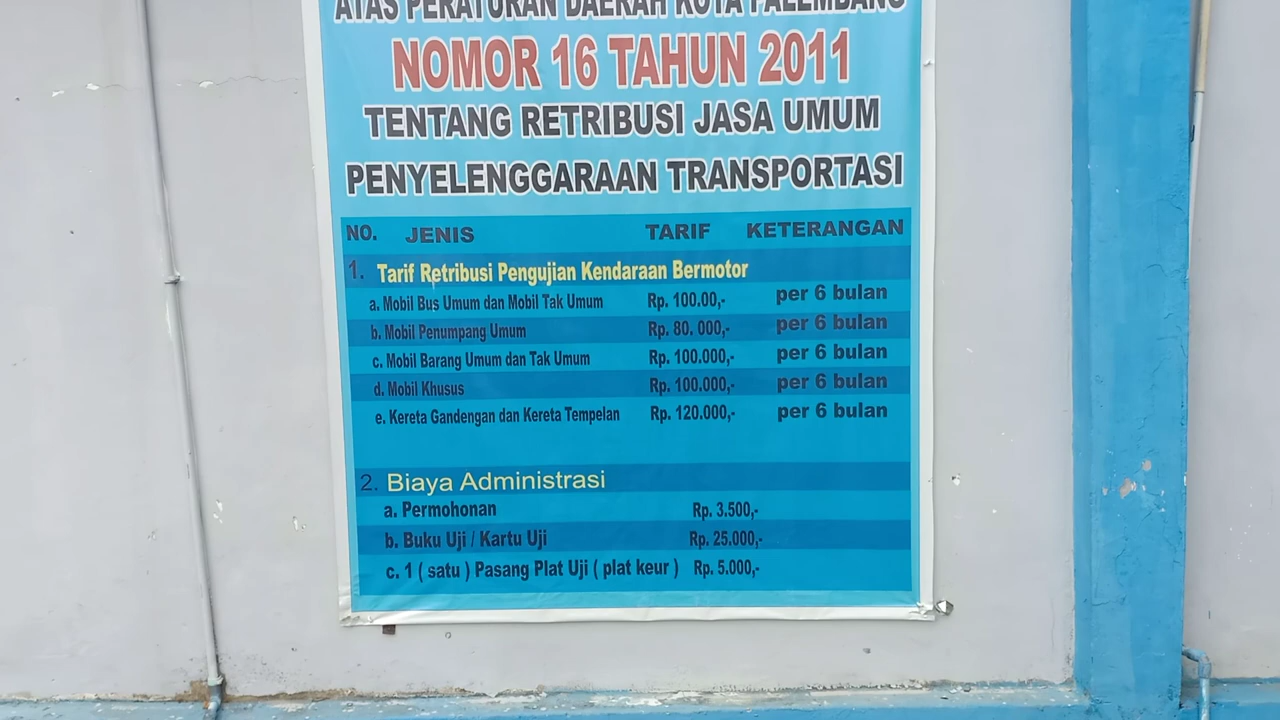 ATAS PERATURAN DAERAH KOTA PALEMBANG
NOMOR 16 TAHUN 2011
TENTANG RETRIBUSI JASA UMUM
PENYELENGGARAAN TRANSPORTASI
NO. JENIS TARIF KETERANGAN
1. Tarif Retribusi Pengujian Kendaraan Bermotor
a. Mobil Bus Umum dan Mobil Tak Umum Rp. 100.00,- per 6 bulan
b. Mobil Penumpang Umum Rp. 80. 000,- per 6 bulan
c. Mobil Barang Umum dan Tak Umum Rp. 100.000,- per 6 bulan
d. Mobil Khusus Rp. 100.000,- per 6 bulan
e. Kereta Gandengan dan Kereta Tempelan Rp. 120.000,- per 6 bulan
2. Biaya Administrasi
a. Permohonan Rp. 3.500,-
b. Buku Uji / Kartu Uji Rp. 25.000,-
c. 1 ( satu ) Pasang Plat Uji ( plat keur ) Rp. 5.000,-